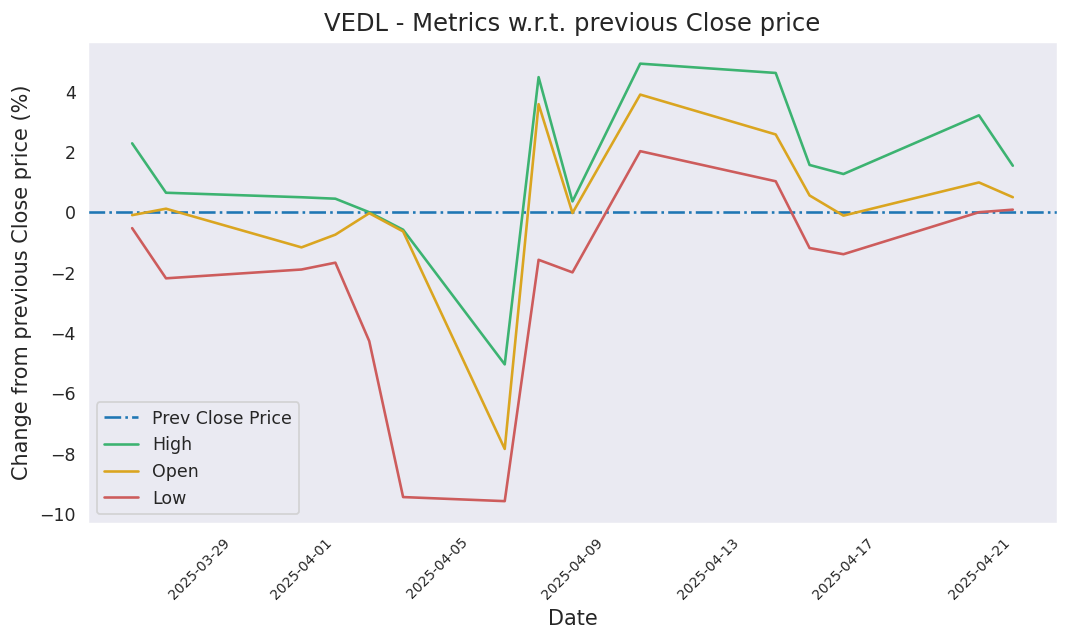 VEDL - Metrics w.r.t. previous Close price
Change from previous Close price (%)
4
2
0
−2
−4
−6
−8
−10
Prev Close Price
High
Open
Low
2025-03-29
2025-04-01
2025-04-05
2025-04-09
2025-04-13
2025-04-17
2025-04-21
Date